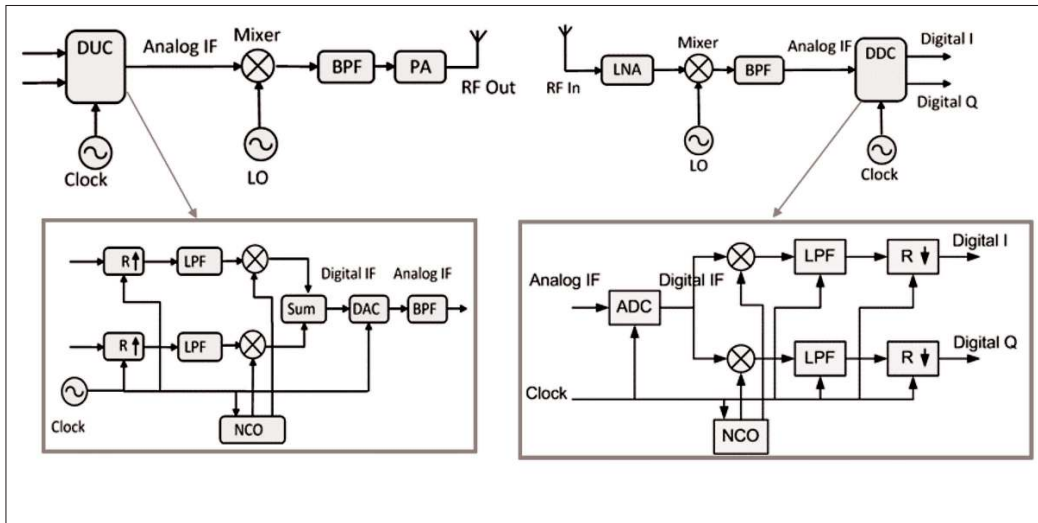 DUC
Analog IF
Mixer
BPF
PA
RF Out
Clock
LO
RF In
LNA
Mixer
BPF
Analog IF
DDC
Digital I
Digital Q
LO
Clock
R
LPF
Digital IF
Analog IF
Sum
DAC
BPF
R
LPF
Clock
NCO
Analog IF
ADC
Digital IF
LPF
R
Digital I
LPF
R
Digital Q
Clock
NCO